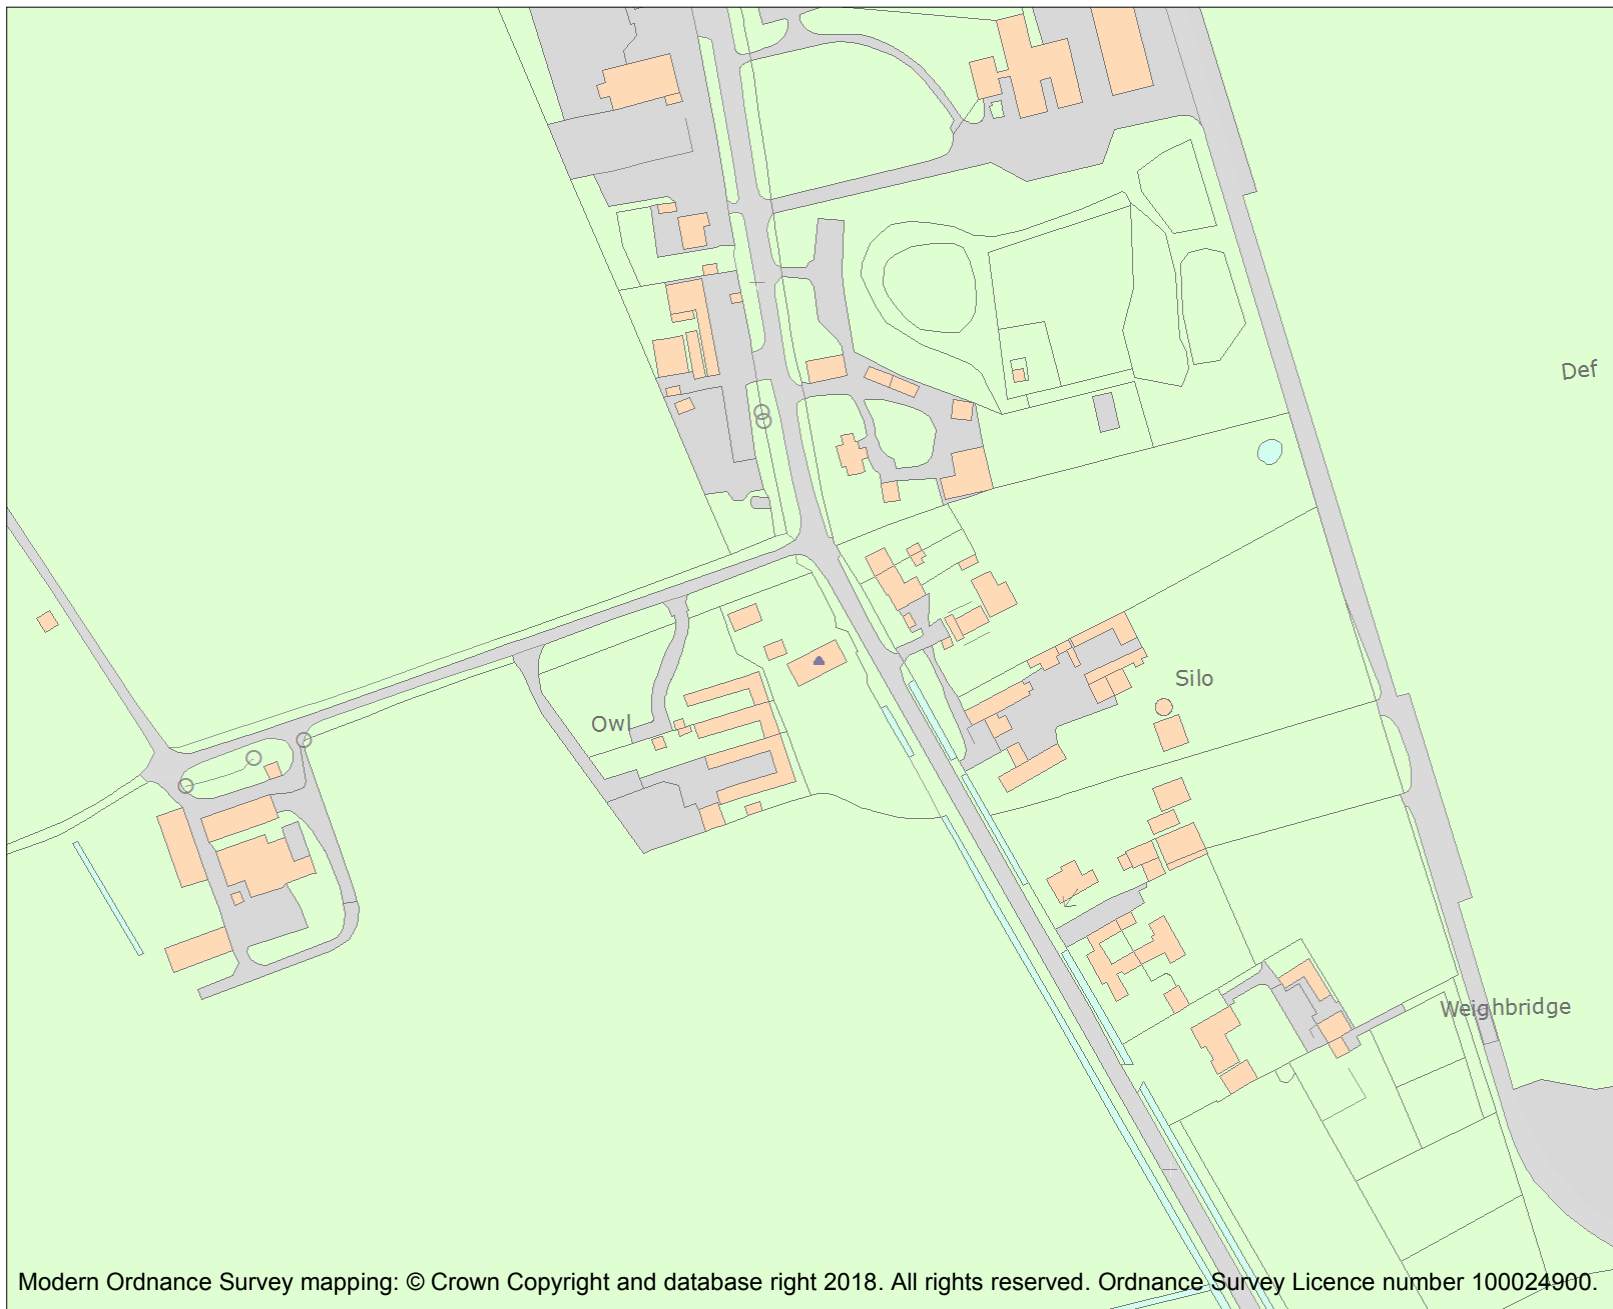 Def
Silo
Owl
Weighbridge
Modern Ordnance Survey mapping: © Crown Copyright and database right 2018. All rights reserved. Ordnance Survey Licence number 100024900.